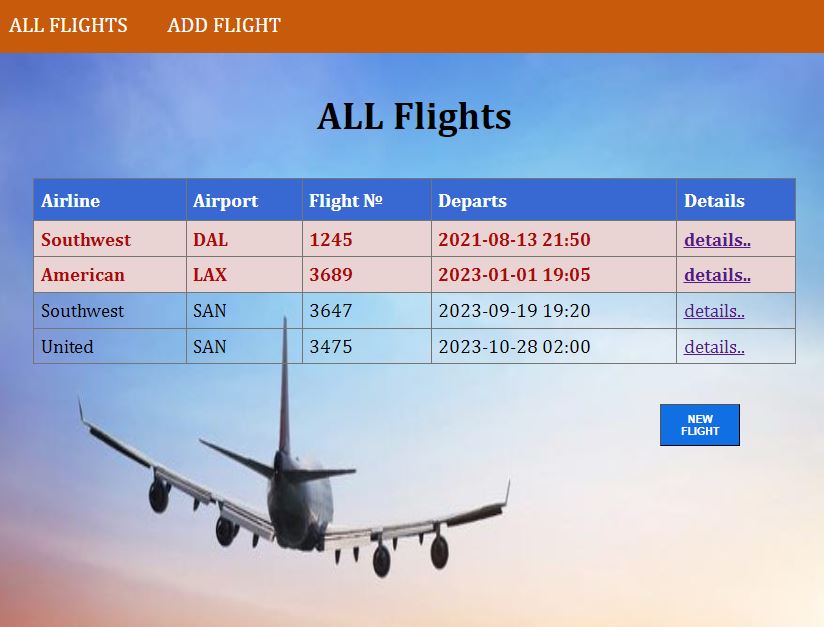 ALL FLIGHTS ADD FLIGHT
ALL Flights
Airline Airport Flight № Departs Details
Southwest DAL 1245 2021-08-13 21:50 details..
American LAX 3689 2023-01-01 19:05 details..
Southwest SAN 3647 2023-09-19 19:20 details..
United SAN 3475 2023-10-28 02:00 details..
NEW
FLIGHT